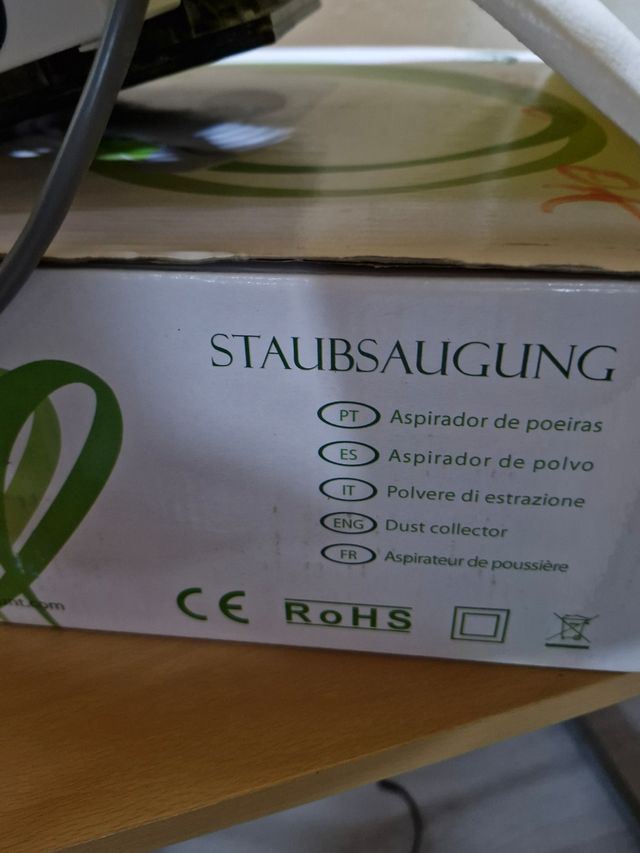 STAUBSAUGUNG
PT Aspirador de poeiras
ES Aspirador de polvo
IT Polvere di estrazione
ENG Dust collector
FR Aspirateur de poussière
CE RoHS